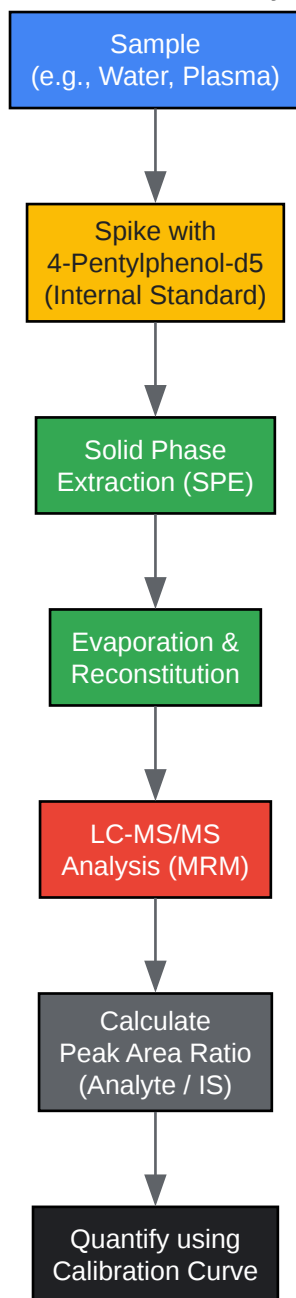 Sample
(e.g., Water, Plasma)
Spike with
4-Pentylphenol-d5
(Internal Standard)
Solid Phase
Extraction (SPE)
Evaporation &
Reconstitution
LC-MS/MS
Analysis (MRM)
Calculate
Peak Area Ratio
(Analyte / IS)
Quantify using
Calibration Curve